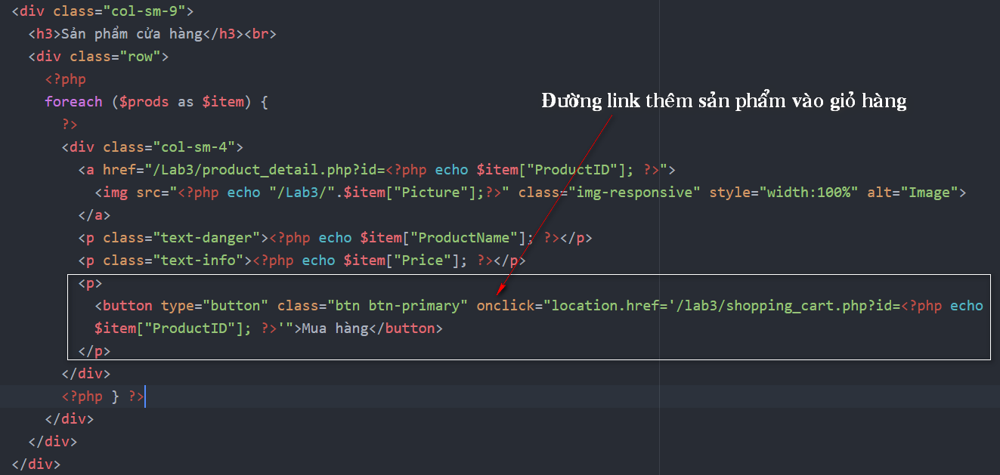 <div class="col-sm-9">
<h3>Sản phẩm cửa hàng</h3><br>
<div class="row">
<?php
foreach ($prods as $item) {
Đường link thêm sản phẩm vào giỏ hàng
?>
<div class="col-sm-4">
<a href="/Lab3/product_detail.php?id=<?php echo $item["ProductID"]; ?>">
<img src="<?php echo "/Lab3/".$item["Picture"];?>" class="img-responsive" style="width:100%" alt="Image">
</a>
<p class="text-danger"><?php echo $item["ProductName"]; ?></p>
<p class="text-info"><?php echo $item["Price"]; ?></p>
<p>
<button type="button" class="btn btn-primary" onclick="location.href='/lab3/shopping_cart.php?id=<?php echo
$item["ProductID"]; ?>'">Mua hàng</button>
</p>
</div>
<?php } ?>
</div>
</div>
</div>